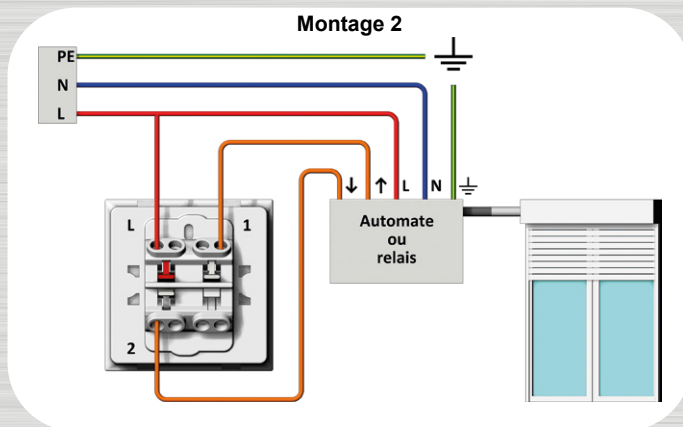 Montage 2
PE
N
L
↓ ↑ L N
L 1
Automate
ou
relais
2